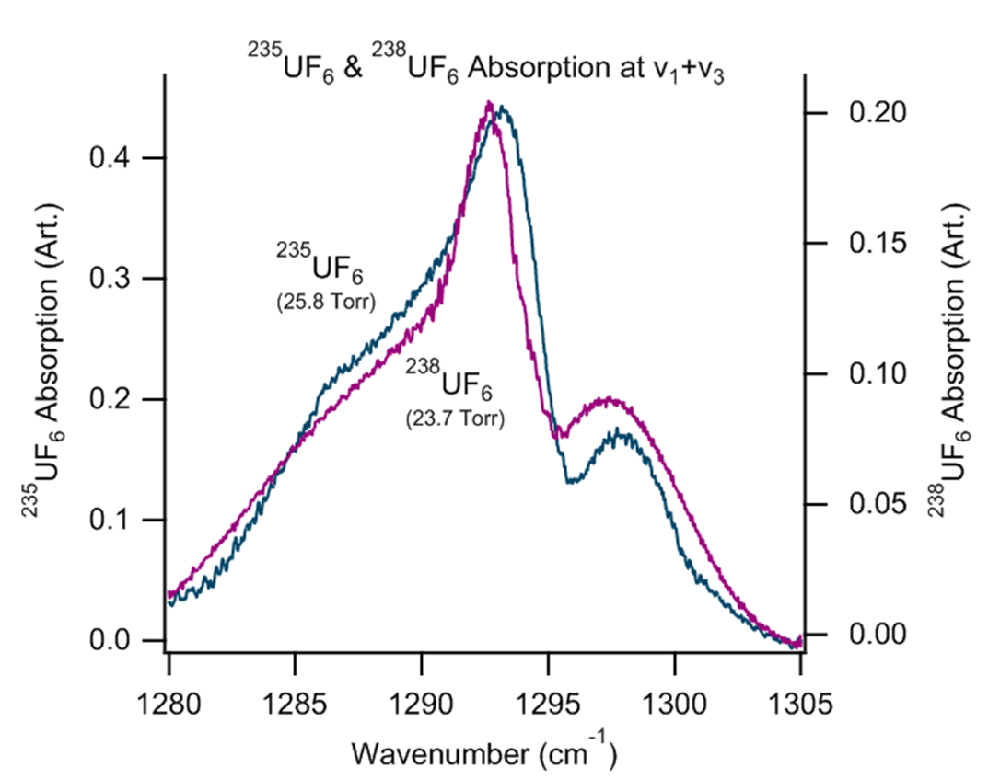 ²³⁵UF₆ & ²³⁸UF₆ Absorption at v₁+v₃
²³⁵UF₆ Absorption (Art.)
0.4
0.3
0.2
0.1
0.0
²³⁵UF₆
(25.8 Torr)
²³⁸UF₆
(23.7 Torr)
0.20
0.15
0.10
0.05
0.00
²³⁸UF₆ Absorption (Art.)
1280 1285 1290 1295 1300 1305
Wavenumber (cm⁻¹)